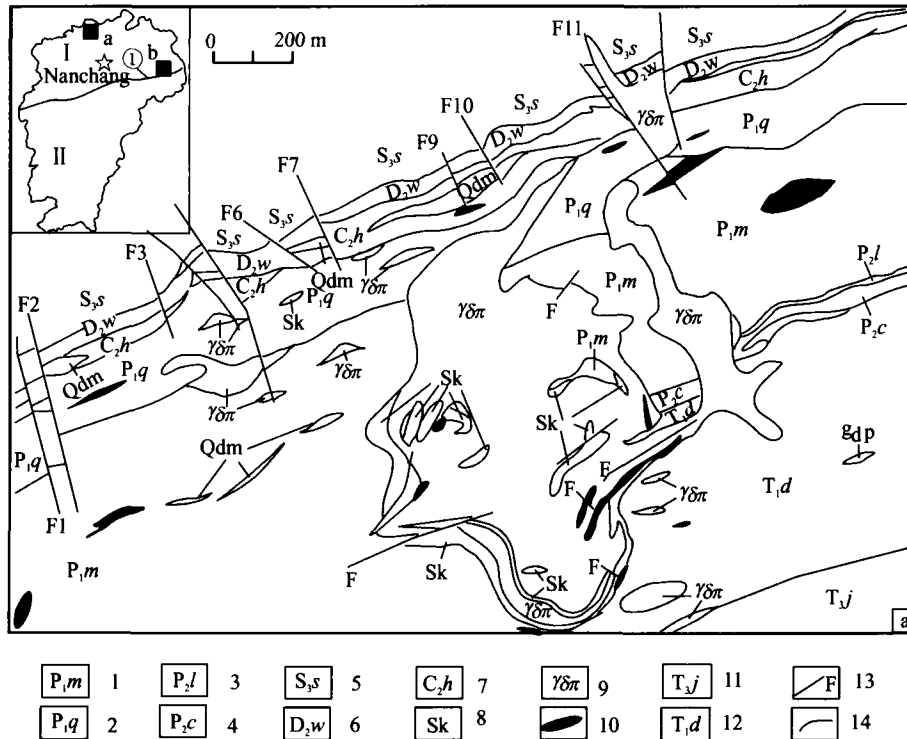 I
a
①
b
Nanchang
II
0 200 m
F11
S₃s
S₃s
D₂w
D₂w
C₂h
γδπ
P₁q
F10
S₃s
D₂w
F9
S₃s
Qdm
D₂w
F7
P₁q
P₁m
S₃s
F6
C₂h
P₂l
F3
S₃s
D₂w
Qdm
γδπ
P₁m
P₂c
F2
S₃s
C₂h
P₁q
Sk
F
γδπ
γδπ
D₂w
C₂h
γδπ
P₁m
Qdm
P₁q
γδπ
Sk
P₂c
T₁d
γδπ
Sk
gdp
P₁q
Qdm
F
γδπ
T₁d
F1
F
P₁m
F
Sk
Sk
F
γδπ
γδπ
T₃j
a
P₁m 1 P₂l 3 S₃s 5 C₂h 7 γδπ 9 T₃j 11 F 13
P₁q 2 P₂c 4 D₂w 6 Sk 8 10 T₁d 12 14